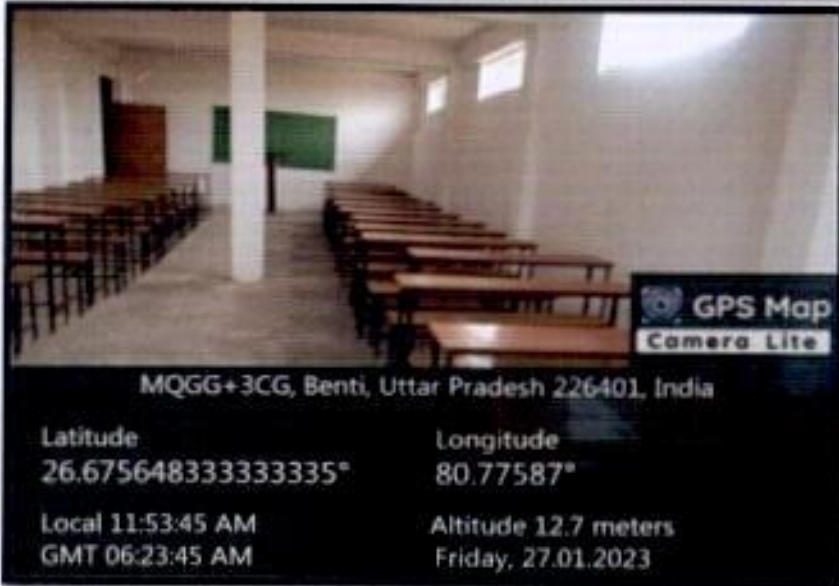 GPS Map
Camera Lite
MQGG+3CG, Benti, Uttar Pradesh 226401, India
Latitude
26.675648333333335°
Longitude
80.77587°
Local 11:53:45 AM
GMT 06:23:45 AM
Altitude 12.7 meters
Friday, 27.01.2023